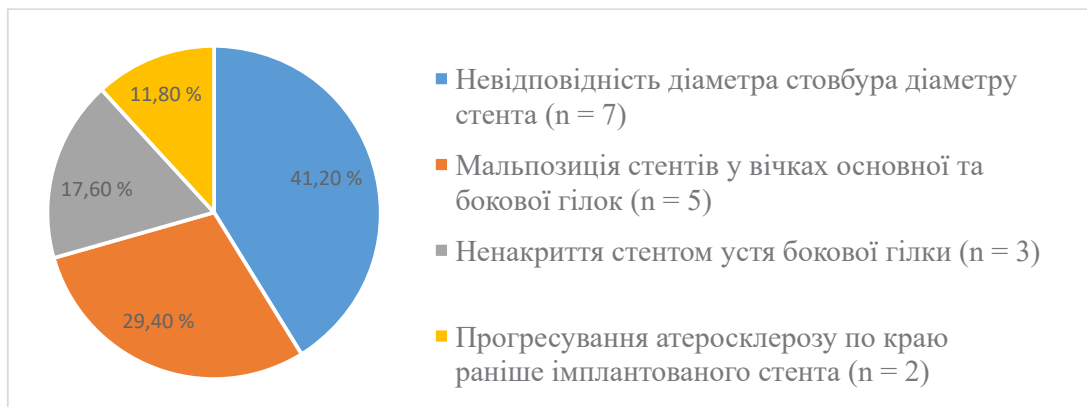 11,80 %
41,20 %
17,60 %
29,40 %
Невідповідність діаметра стовбура діаметру
стента (n = 7)
Мальпозиція стентів у вічках основної та
бокової гілок (n = 5)
Ненакриття стентом устя бокової гілки (n = 3)
Прогресування атеросклерозу по краю
раніше імплантованого стента (n = 2)